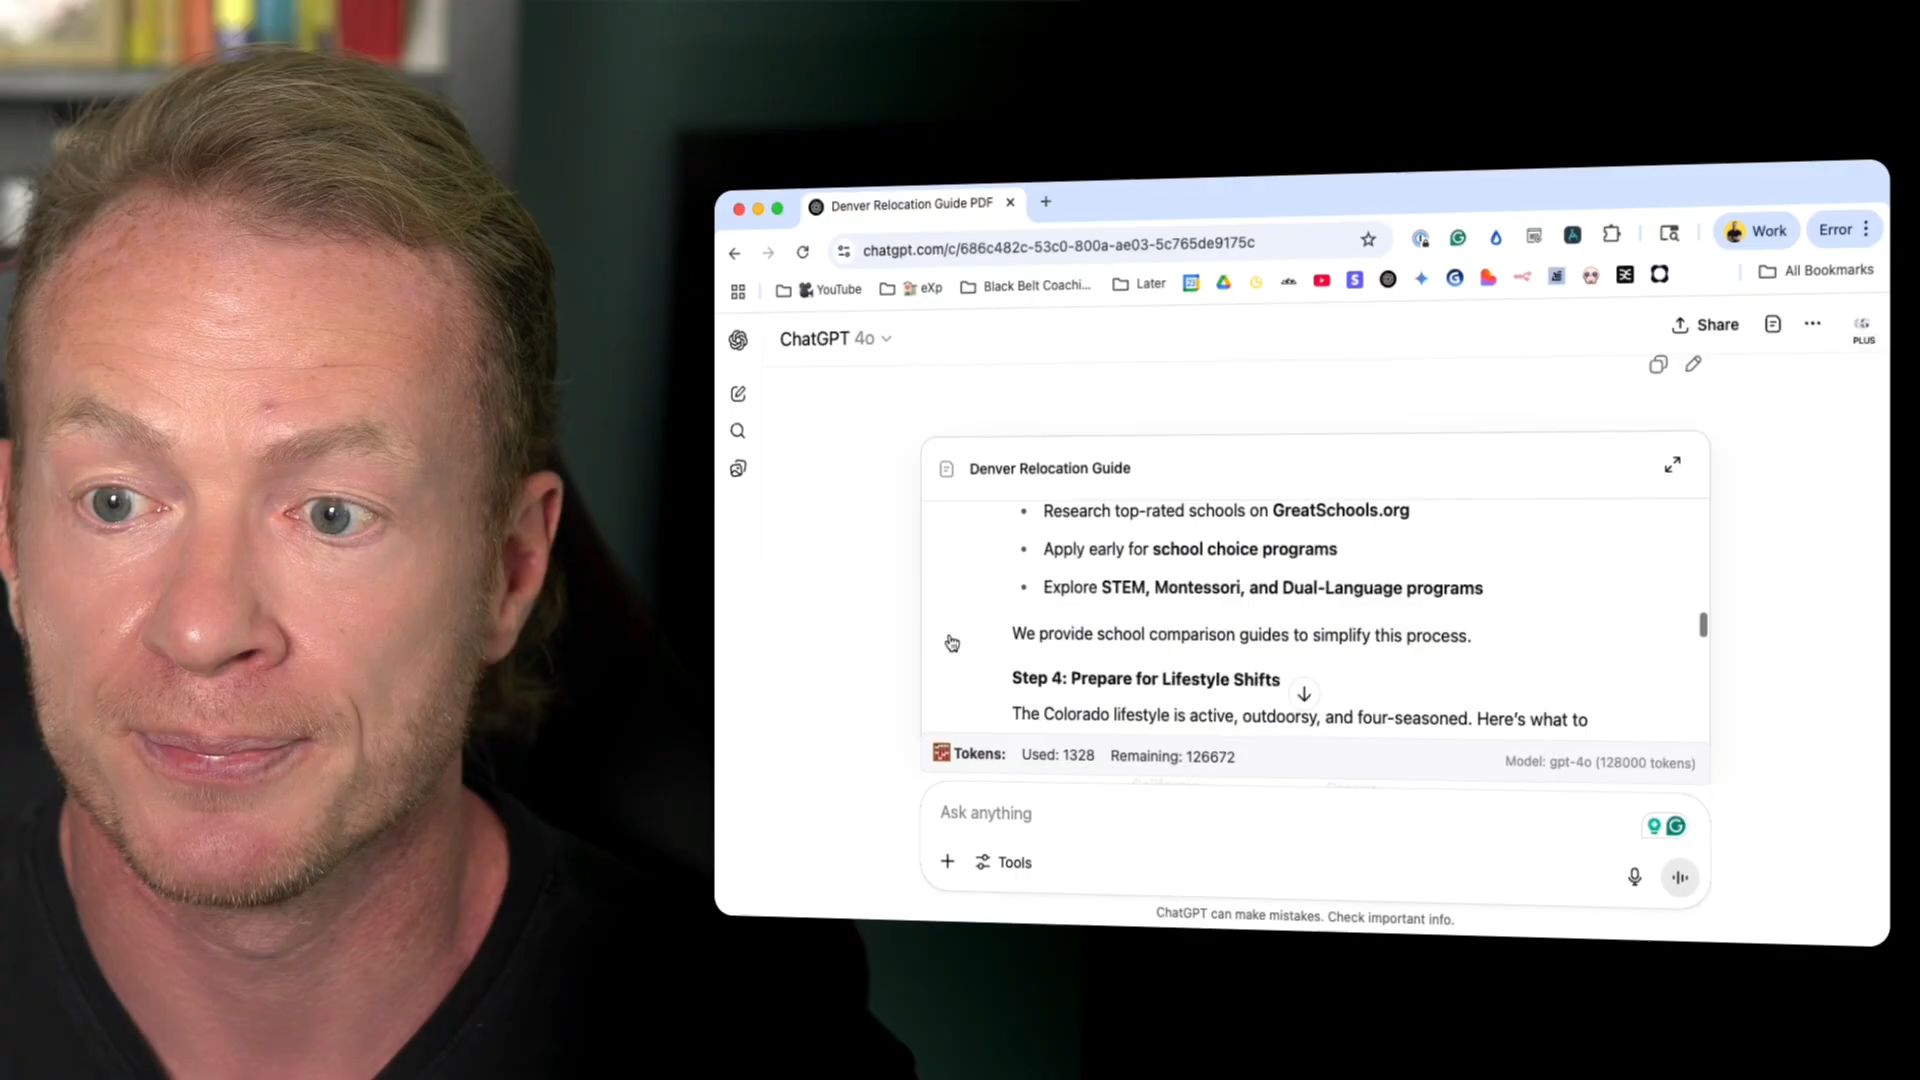 Denver Relocation Guide PDF
chatgpt.com/c/686c482c-53c0-800a-ae03-5c765de9175c
Work
Error
YouTube
eXp
Black Belt Coachi...
Later
All Bookmarks
ChatGPT 4o
Share
PLUS
Denver Relocation Guide
• Research top-rated schools on GreatSchools.org
• Apply early for school choice programs
• Explore STEM, Montessori, and Dual-Language programs
We provide school comparison guides to simplify this process.
Step 4: Prepare for Lifestyle Shifts
The Colorado lifestyle is active, outdoorsy, and four-seasoned. Here's what to
Tokens: Used: 1328 Remaining: 126672
Model: gpt-4o (128000 tokens)
Ask anything
Tools
ChatGPT can make mistakes. Check important info.